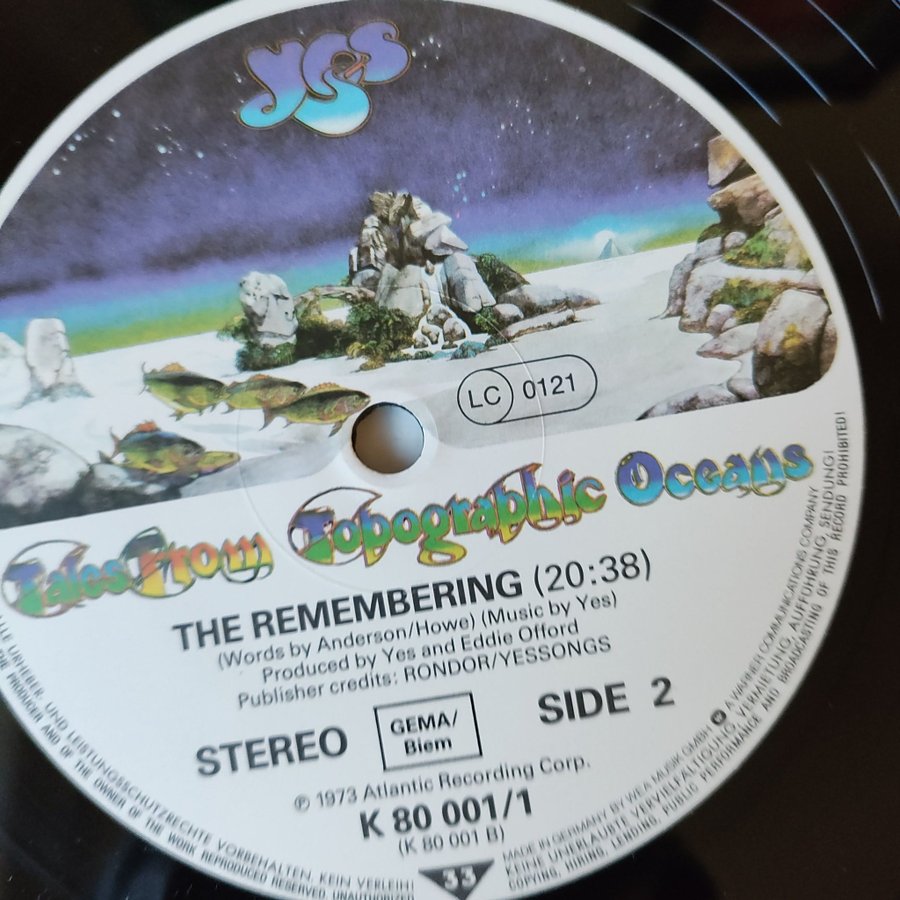 yes
LC 0121
Tales From Topographic Oceans
THE REMEMBERING (20:38)
(Words by Anderson/Howe) (Music by Yes)
Produced by Yes and Eddie Offord
Publisher credits: RONDOR/YESSONGS
STEREO
GEMA/
Biem
SIDE 2
℗ 1973 Atlantic Recording Corp.
K 80 001/1
(K 80 001 B)
33
ALLE URHEBER- UND LEISTUNGSSCHUTZRECHTE VORBEHALTEN. KEIN VERLEIH!
THE PRODUCER AND OF THE OWNER OF THE WORK REPRODUCED RESERVED. UNAUTHORIZED
MADE IN GERMANY BY WEA MUSIK GMBH A WARNER COMMUNICATIONS COMPANY
KEINE UNERLAUBTE VERVIELFÄLTIGUNG, VERMIETUNG, AUFFÜHRUNG, SENDUNG!
COPYING, HIRING, LENDING, PUBLIC PERFORMANCE AND BROADCASTING OF THIS RECORD PROHIBITED!